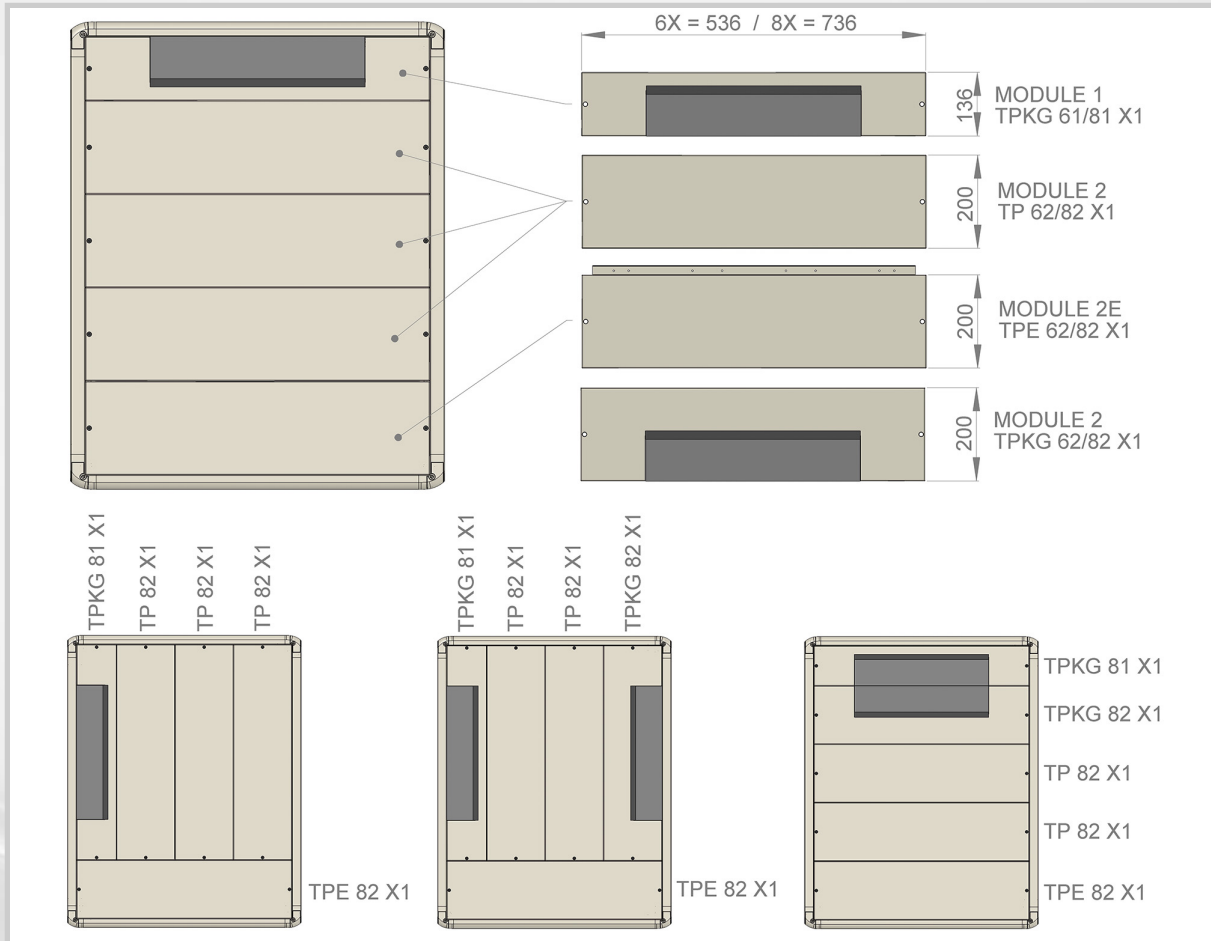 6X = 536 / 8X = 736
136
MODULE 1
TPKG 61/81 X1
200
MODULE 2
TP 62/82 X1
200
MODULE 2E
TPE 62/82 X1
200
MODULE 2
TPKG 62/82 X1
TPKG 81 X1
TP 82 X1
TP 82 X1
TP 82 X1
TPE 82 X1
TPKG 81 X1
TP 82 X1
TP 82 X1
TPKG 82 X1
TPE 82 X1
TPKG 81 X1
TPKG 82 X1
TP 82 X1
TP 82 X1
TPE 82 X1